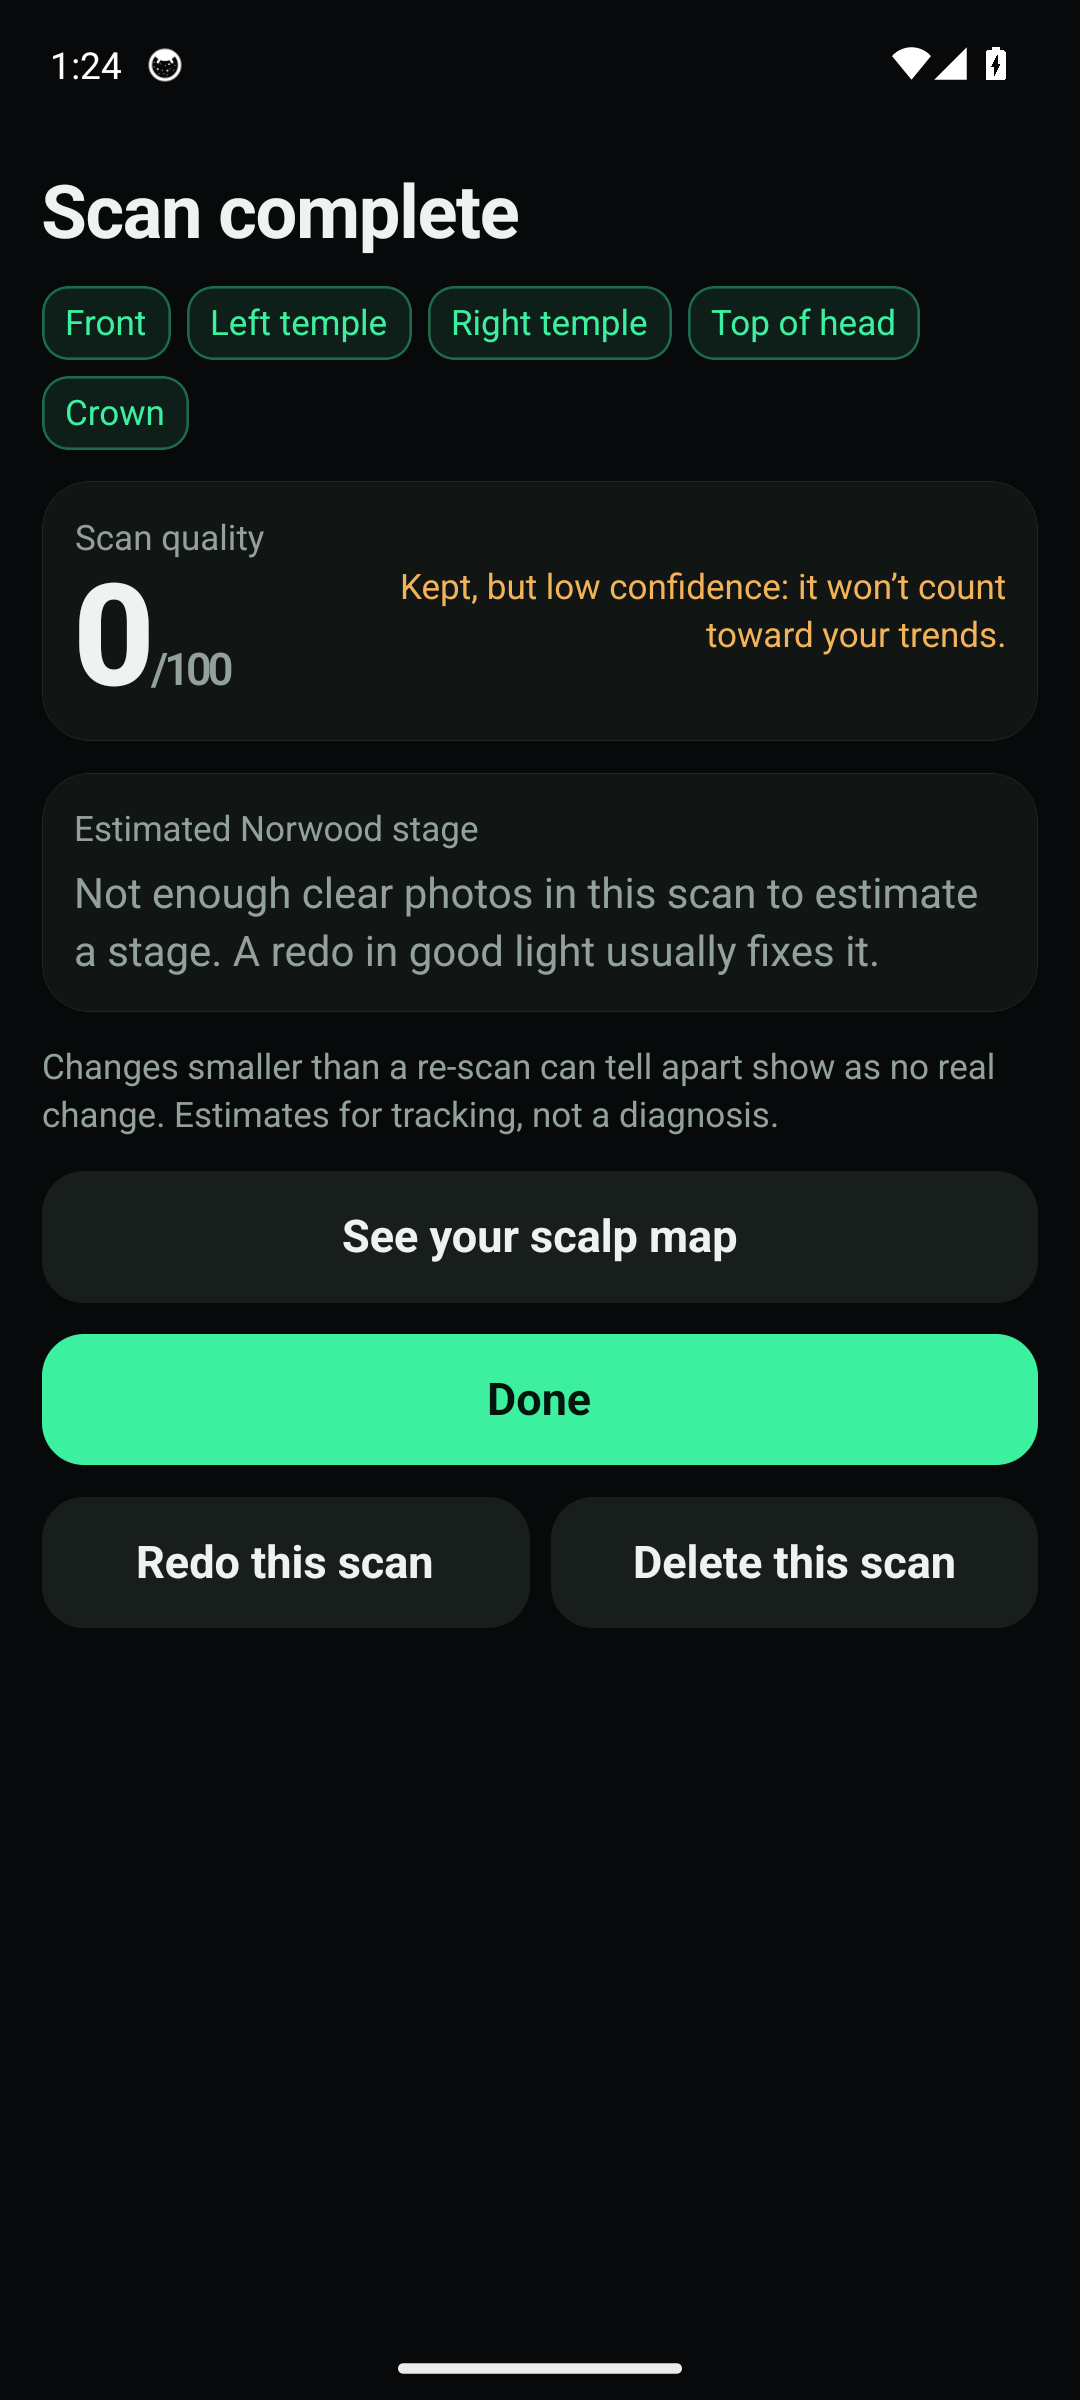 1:24
Scan complete
Front
Left temple
Right temple
Top of head
Crown
Scan quality
0/100
Kept, but low confidence: it won’t count
toward your trends.
Estimated Norwood stage
Not enough clear photos in this scan to estimate
a stage. A redo in good light usually fixes it.
Changes smaller than a re-scan can tell apart show as no real
change. Estimates for tracking, not a diagnosis.
See your scalp map
Done
Redo this scan
Delete this scan